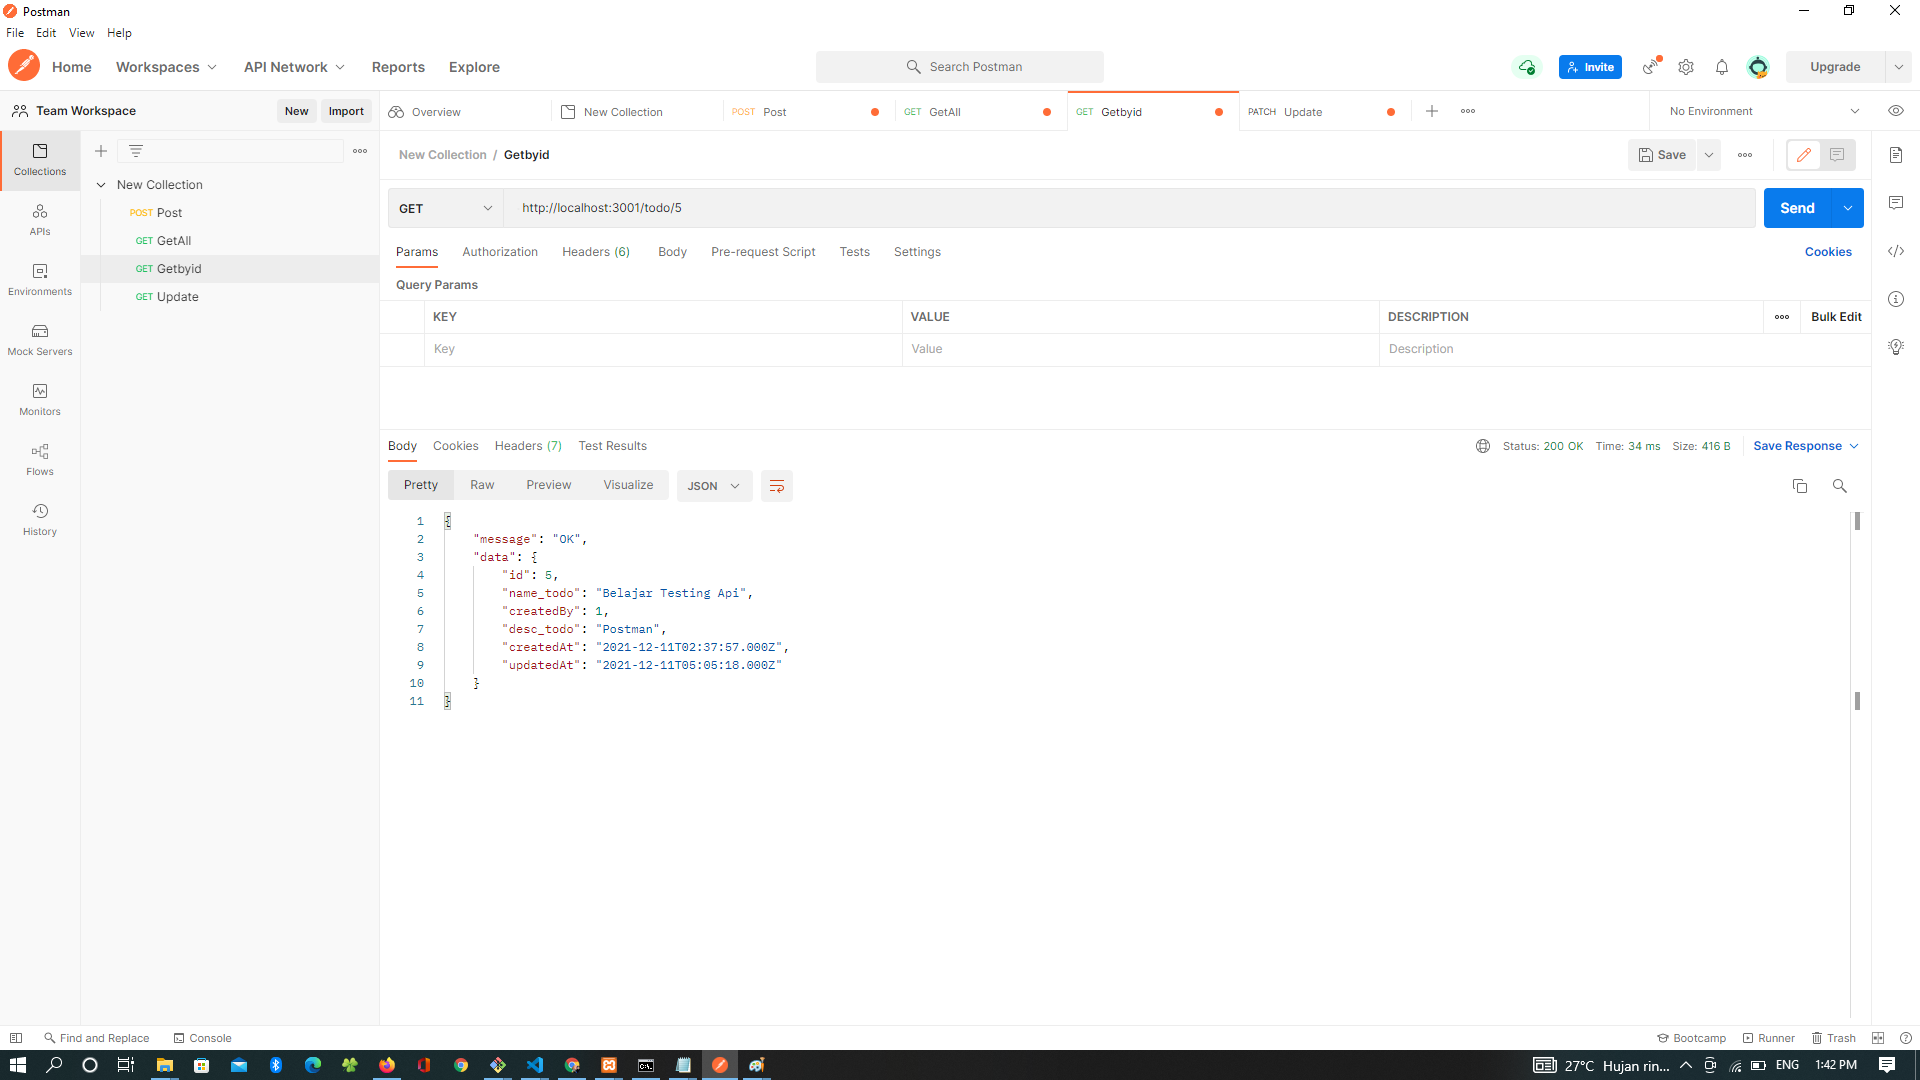 Postman
File Edit View Help
Home Workspaces API Network Reports Explore
Search Postman
Invite
Upgrade
Team Workspace
New Import
Overview
New Collection
POST Post
GET GetAll
GET Getbyid
PATCH Update
No Environment
Collections
APIs
Environments
Mock Servers
Monitors
Flows
History
New Collection
POST Post
GET GetAll
GET Getbyid
GET Update
New Collection / Getbyid
Save
GET http://localhost:3001/todo/5
Send
Params Authorization Headers (6) Body Pre-request Script Tests Settings
Cookies
Query Params
KEY VALUE DESCRIPTION Bulk Edit
Key Value Description
Body Cookies Headers (7) Test Results
Status: 200 OK Time: 34 ms Size: 416 B Save Response
Pretty Raw Preview Visualize JSON
1 {
2 "message": "OK",
3 "data": {
4 "id": 5,
5 "name_todo": "Belajar Testing Api",
6 "createdBy": 1,
7 "desc_todo": "Postman",
8 "createdAt": "2021-12-11T02:37:57.000Z",
9 "updatedAt": "2021-12-11T05:05:18.000Z"
10 }
11 }
Find and Replace Console
Bootcamp Runner Trash
27°C Hujan rin... ENG 1:42 PM